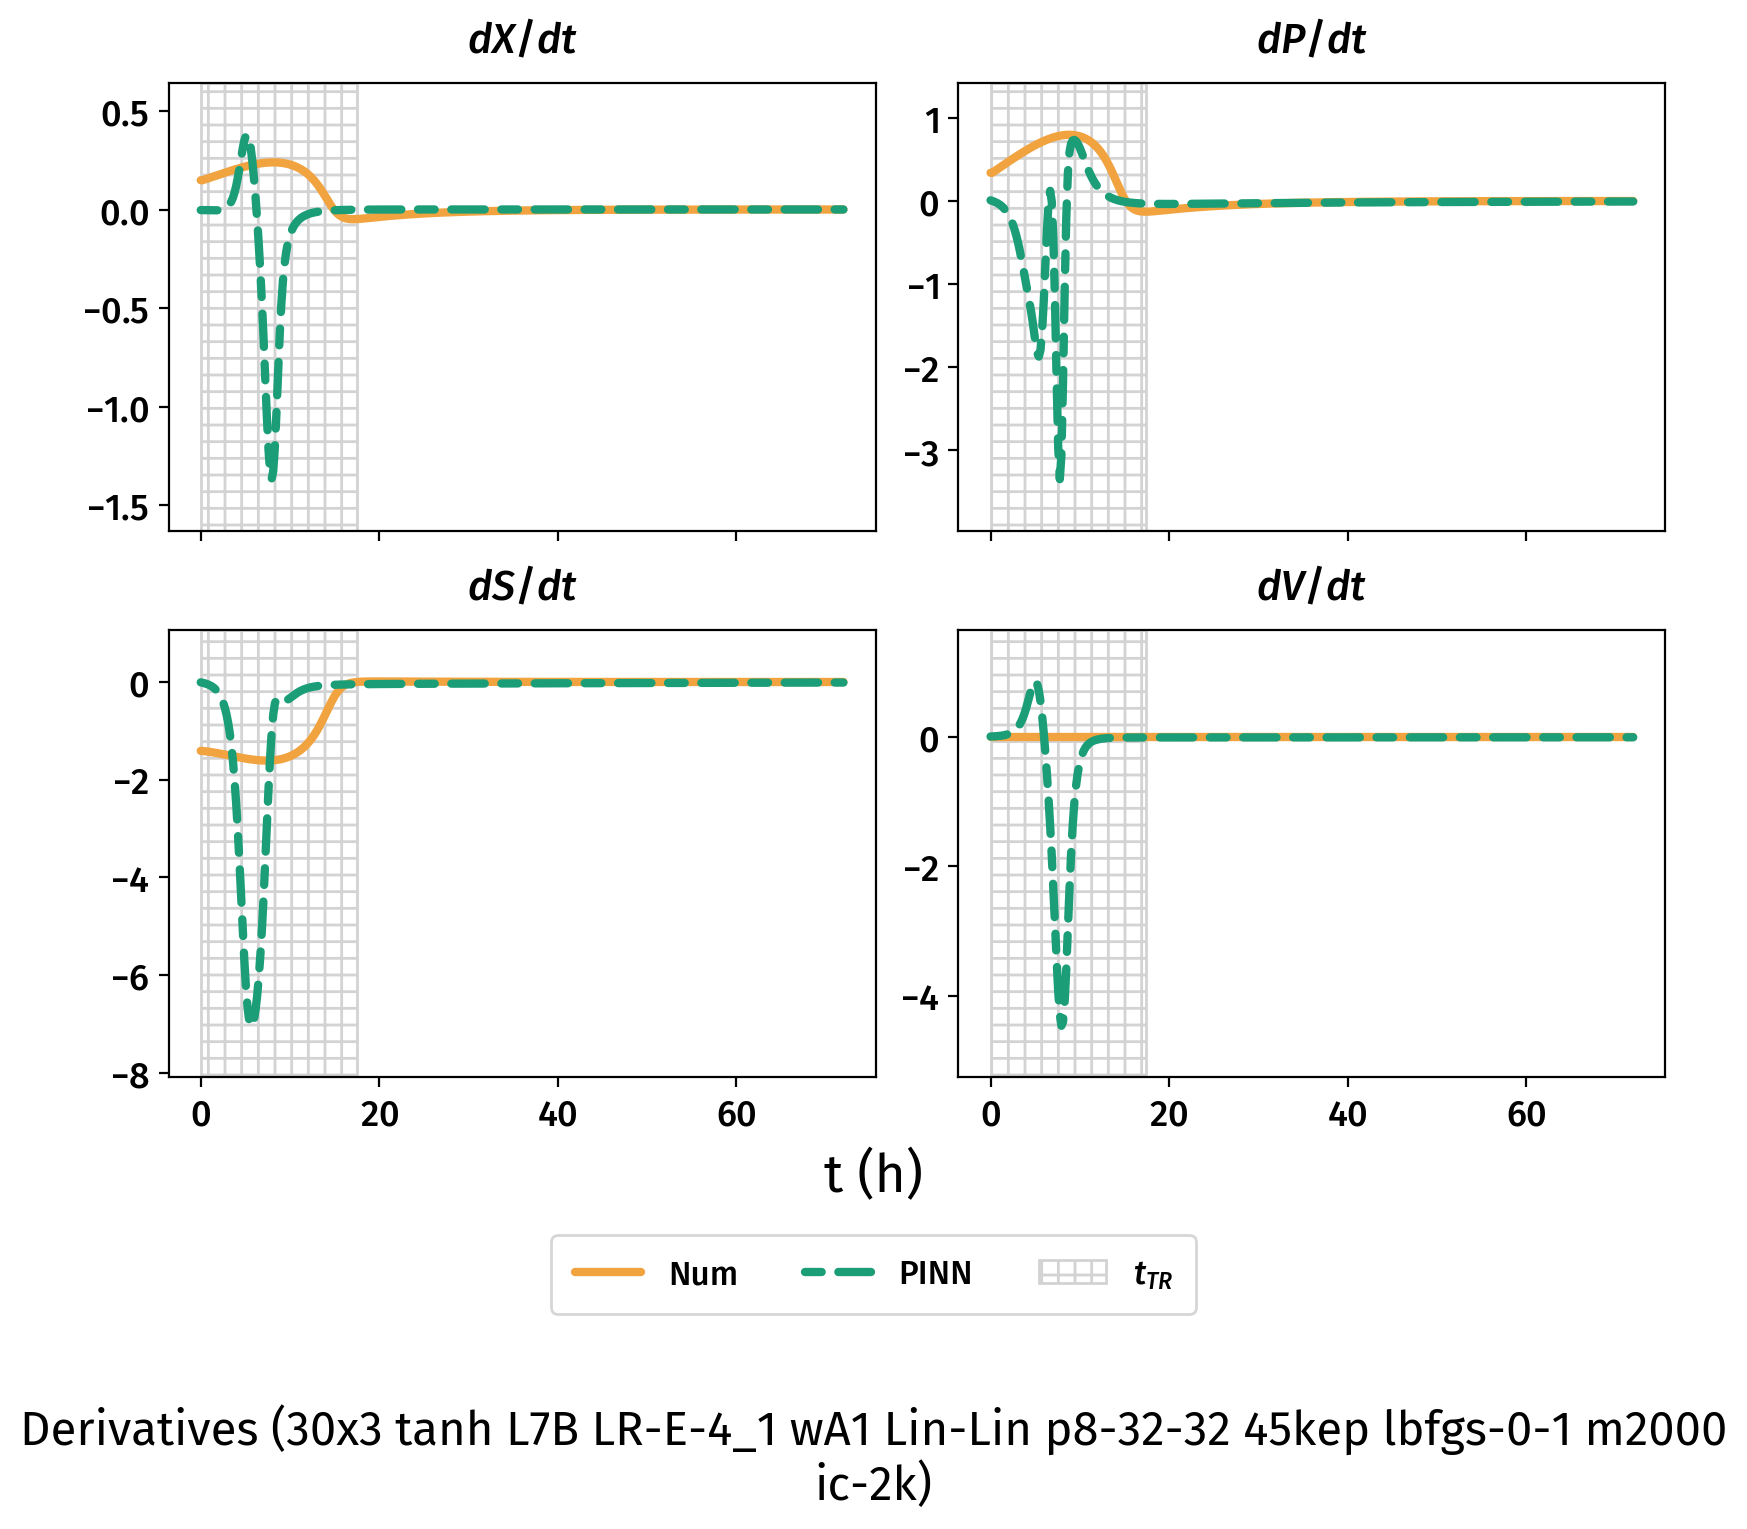 dX/dt
dP/dt
0.5
0.0
−0.5
−1.0
−1.5
1
0
−1
−2
−3
dS/dt
dV/dt
0
−2
−4
−6
−8
0
−2
−4
0 20 40 60
0 20 40 60
t (h)
Num PINN t_TR
Derivatives (30x3 tanh L7B LR-E-4_1 wA1 Lin-Lin p8-32-32 45kep lbfgs-0-1 m2000
ic-2k)